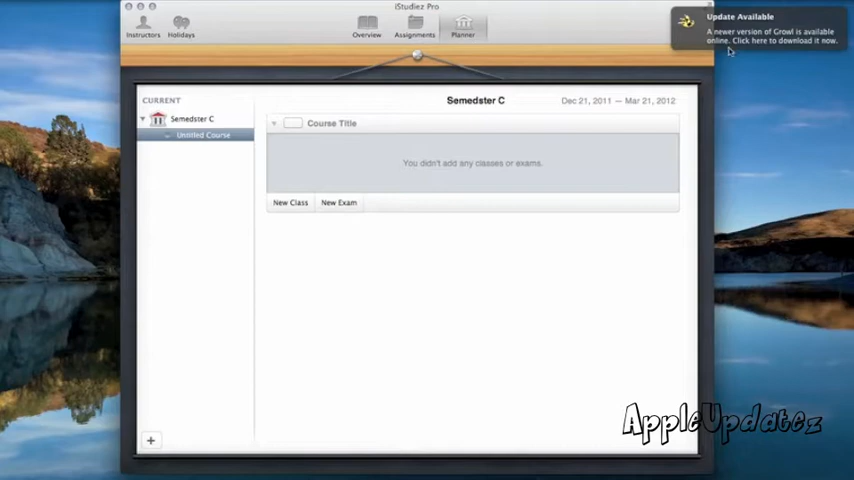 iStudiez Pro
Update Available
A newer version of Growl is available
online. Click here to download it now.
Instructors
Holidays
Overview
Assignments
Planner
CURRENT
Semedster C
Dec 21, 2011 — Mar 21, 2012
Semedster C
Untitled Course
Course Title
You didn't add any classes or exams.
New Class
New Exam
+
AppleUpdatez